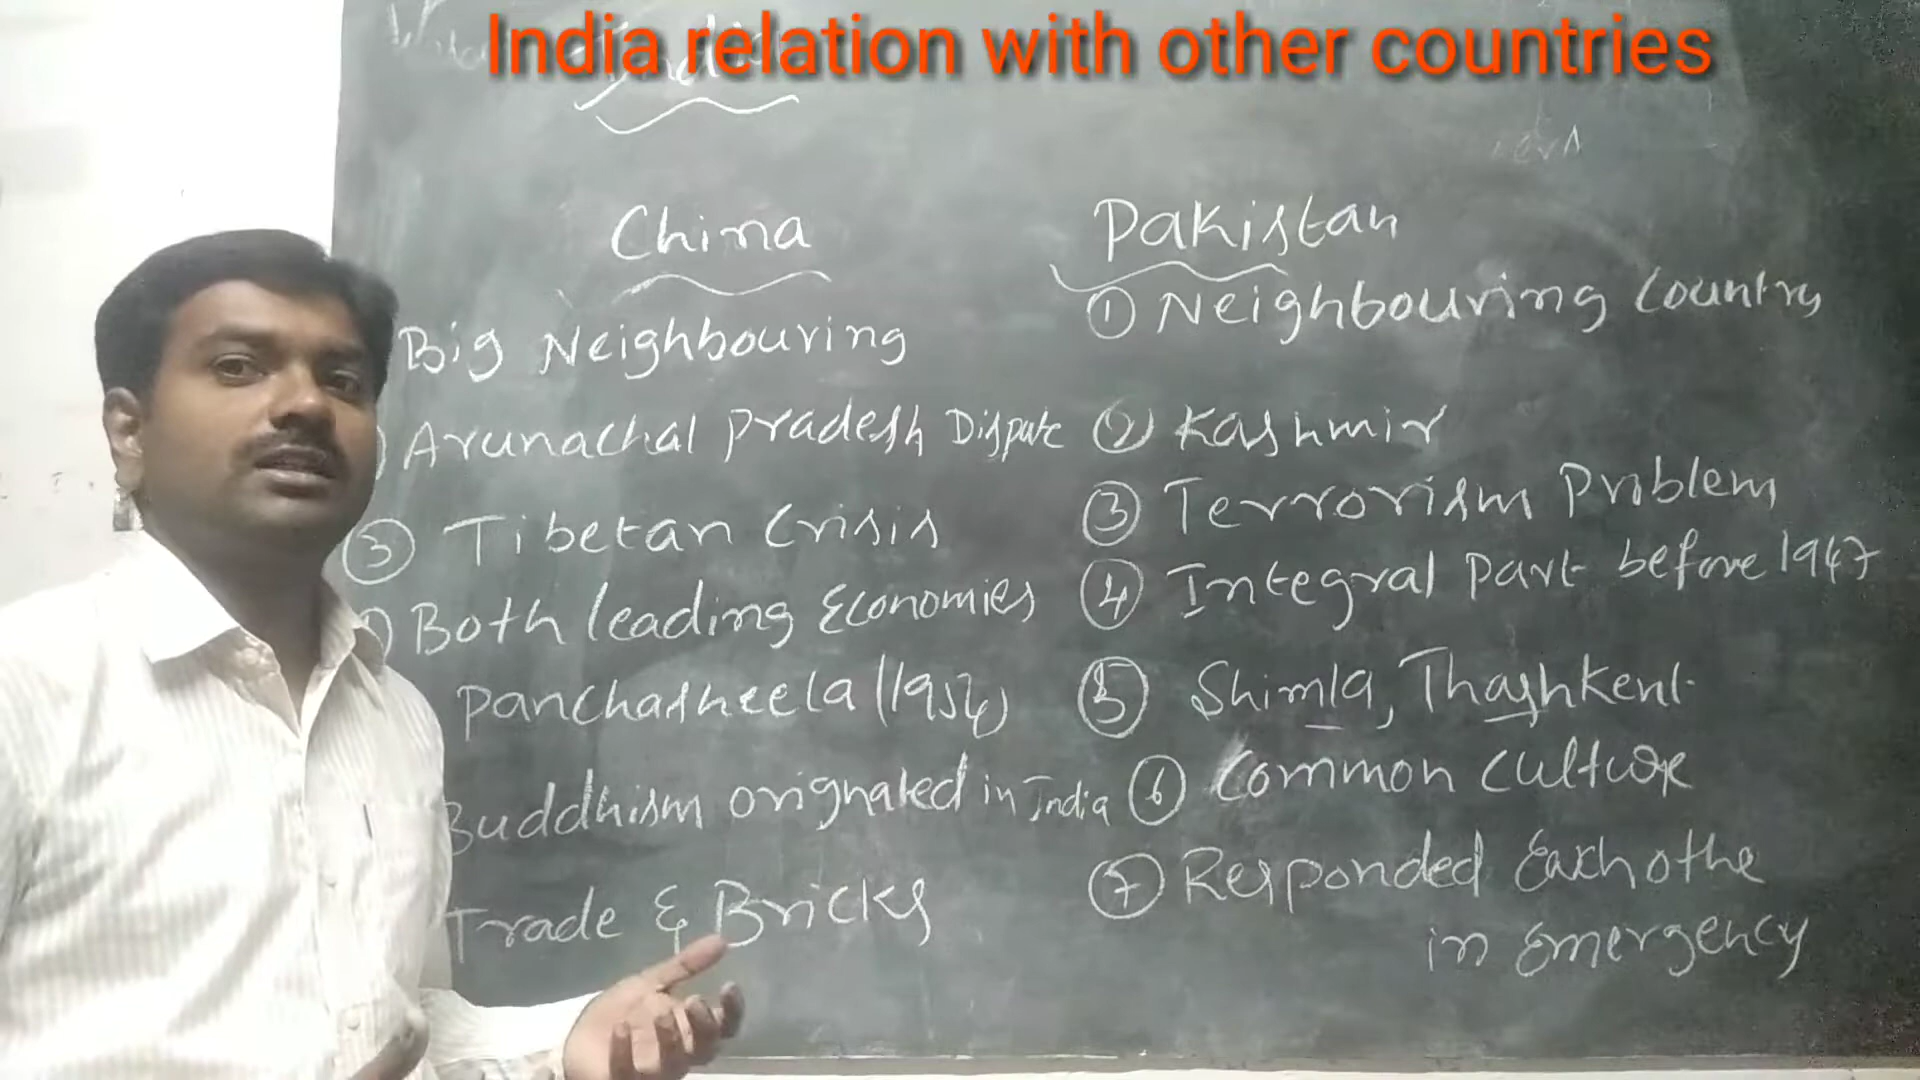 India relation with other countries
India
China
Big Neighbouring
Arunachal pradesh Dispute
③ Tibetan Crisis
Both leading Economies
panchasheela (1954)
Buddhism orignated in India
Trade & Bricks
Pakistan
① Neighbouring Country
② Kashmir
③ Terrorism Problem
④ Integral part before 1947
⑤ Shimla, Thashkent
⑥ Common culture
⑦ Responded Eachothe
in Emergency